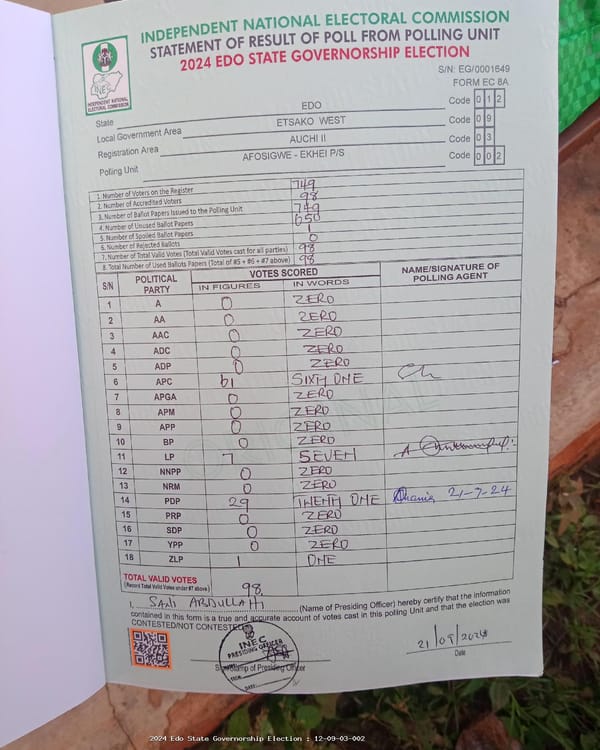 INDEPENDENT NATIONAL ELECTORAL COMMISSION
STATEMENT OF RESULT OF POLL FROM POLLING UNIT
2024 EDO STATE GOVERNORSHIP ELECTION
INEC
INDEPENDENT NATIONAL ELECTORAL COMMISSION
S/N: EG/0001649
FORM EC 8A
State EDO Code 0 1 2
Local Government Area ETSAKO WEST Code 0 9
Registration Area AUCHI II Code 0 3
Polling Unit AFOSIGWE - EKHEI P/S Code 0 0 2
1. Number of Voters on the Register 749
2. Number of Accredited Voters 98
3. Number of Ballot Papers Issued to the Polling Unit 749
4. Number of Unused Ballot Papers 650
5. Number of Spoiled Ballot Papers 1
6. Number of Rejected Ballots 0
7. Number of Total Valid Votes (Total Valid Votes cast for all parties) 98
8. Total Number of Used Ballots Papers (Total of #5 + #6 + #7 above) 98
S/N POLITICAL PARTY VOTES SCORED NAME/SIGNATURE OF POLLING AGENT
IN FIGURES IN WORDS
1 A 0 ZERO
2 AA 0 ZERO
3 AAC 0 ZERO
4 ADC 0 ZERO
5 ADP 0 ZERO
6 APC 61 SIXTY ONE
7 APGA 0 ZERO
8 APM 0 ZERO
9 APP 0 ZERO
10 BP 0 ZERO
11 LP 7 SEVEN
12 NNPP 0 ZERO
13 NRM 0 ZERO
14 PDP 29 TWENTY ONE 21-9-24
15 PRP 0 ZERO
16 SDP 0 ZERO
17 YPP 0 ZERO
18 ZLP 1 ONE
TOTAL VALID VOTES 98
(Record Total Valid Votes under #7 above)
I, SANI ABDULLAHI (Name of Presiding Officer) hereby certify that the information
contained in this form is a true and accurate account of votes cast in this polling Unit and that the election was
CONTESTED/NOT CONTESTED
INEC
PRESIDING OFFICER
Sign/Stamp of Presiding Officer
21/09/2024
Date
2024 Edo State Governorship Election : 12-09-03-002